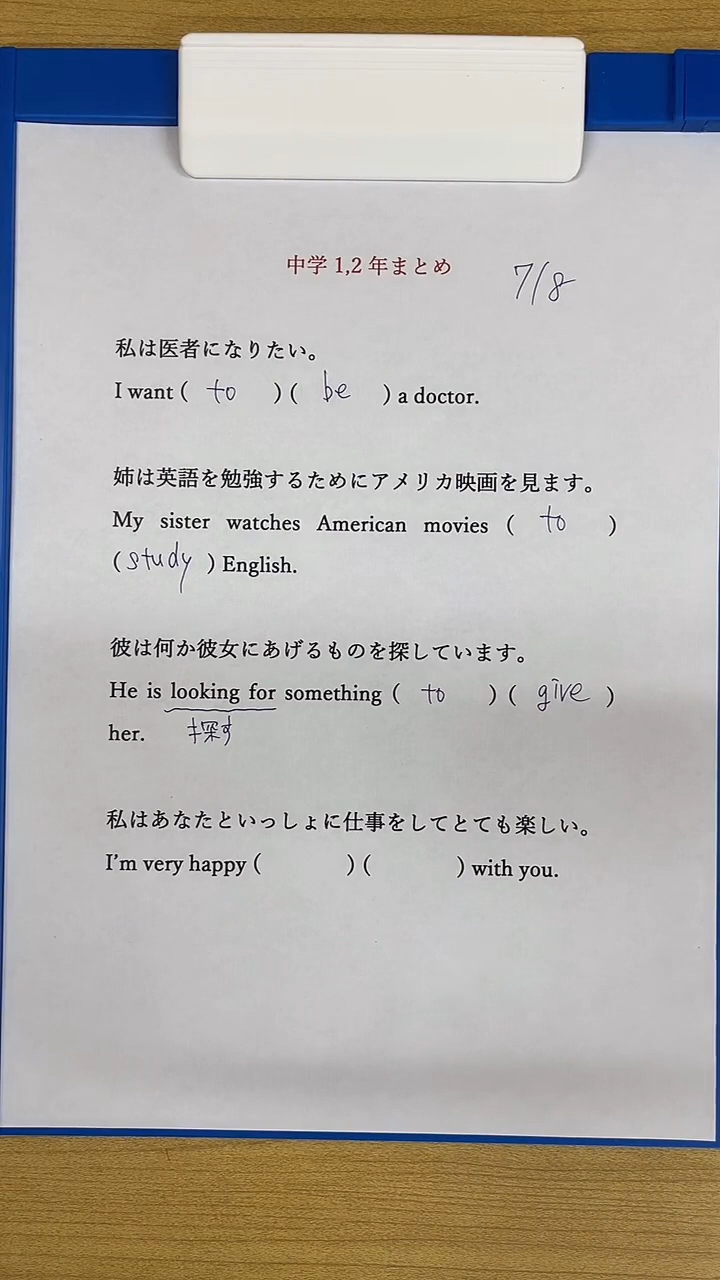 中学1,2年まとめ 7/8
私は医者になりたい。
I want ( to ) ( be ) a doctor.
姉は英語を勉強するためにアメリカ映画を見ます。
My sister watches American movies ( to )
( study ) English.
彼は何か彼女にあげるものを探しています。
He is looking for something ( to ) ( give )
her. 探す
私はあなたといっしょに仕事をしてとても楽しい。
I'm very happy ( ) ( ) with you.